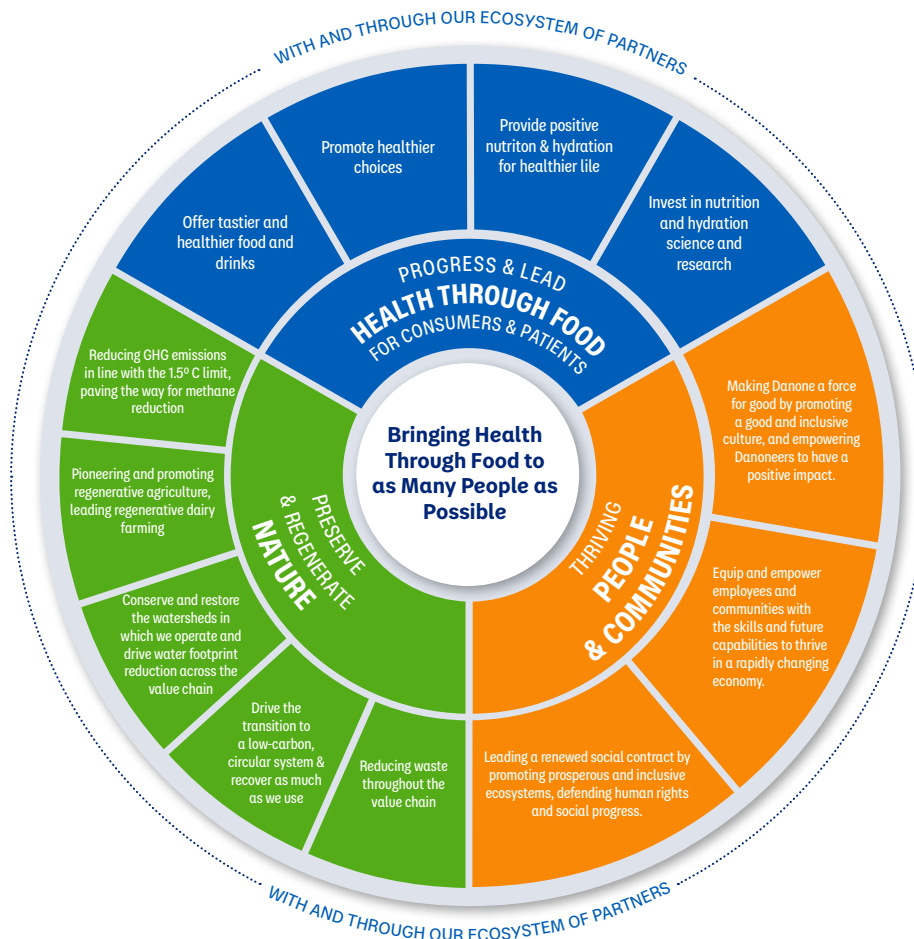 WITH AND THROUGH OUR ECOSYSTEM OF PARTNERS
Promote healthier
choices
Provide positive
nutriton & hydration
for healthier lile
Offer tastier and
healthier food and
drinks
Invest in nutrition
and hydration
science and
research
PROGRESS & LEAD
HEALTH THROUGH FOOD
FOR CONSUMERS & PATIENTS
Reducing GHG emissions
in line with the 1.5º C limit,
paving the way for methane
reduction
Pioneering and promoting
regenerative agriculture,
leading regenerative dairy
farming
Conserve and restore
the watersheds in
which we operate and
drive water footprint
reduction across the
value chain
Drive the
transition to
a low-carbon,
circular system &
recover as much
as we use
Reducing waste
throughout the
value chain
PRESERVE
& REGENERATE
NATURE
Bringing Health
Through Food to
as Many People as
Possible
THRIVING
PEOPLE
& COMMUNITIES
Making Danone a force
for good by promoting
a good and inclusive
culture, and empowering
Danoneers to have a
positive impact.
Equip and empower
employees and
communities with
the skills and future
capabilities to thrive
in a rapidly changing
economy.
Leading a renewed social contract by
promoting prosperous and inclusive
ecosystems, defending human rights
and social progress.
WITH AND THROUGH OUR ECOSYSTEM OF PARTNERS